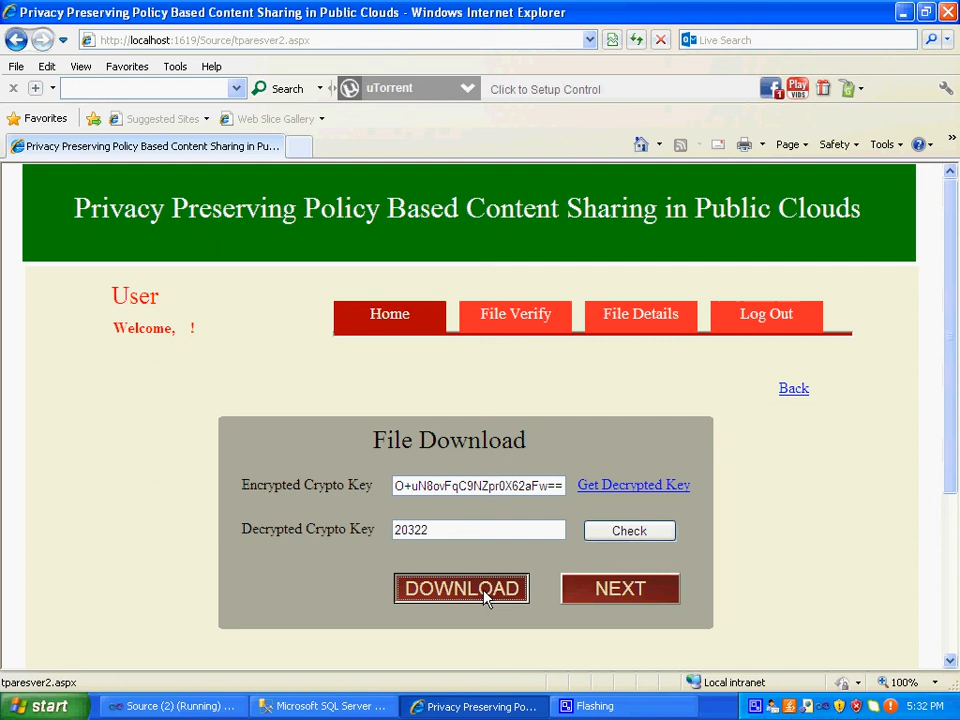 Privacy Preserving Policy Based Content Sharing in Public Clouds - Windows Internet Explorer
http://localhost:1619/Source/tparesver2.aspx
Live Search
File Edit View Favorites Tools Help
Search
uTorrent
Click to Setup Control
1
Play VIDS
Favorites
Suggested Sites
Web Slice Gallery
Privacy Preserving Policy Based Content Sharing in Pu...
Page
Safety
Tools
Privacy Preserving Policy Based Content Sharing in Public Clouds
User
Welcome, !
Home
File Verify
File Details
Log Out
Back
File Download
Encrypted Crypto Key
O+uN8ovFqC9NZpr0X62aFw==
Get Decrypted Key
Decrypted Crypto Key
20322
Check
DOWNLOAD
NEXT
tparesver2.aspx
Local intranet
100%
start
Source (2) (Running) ...
Microsoft SQL Server ...
Privacy Preserving Po...
Flashing
5:32 PM